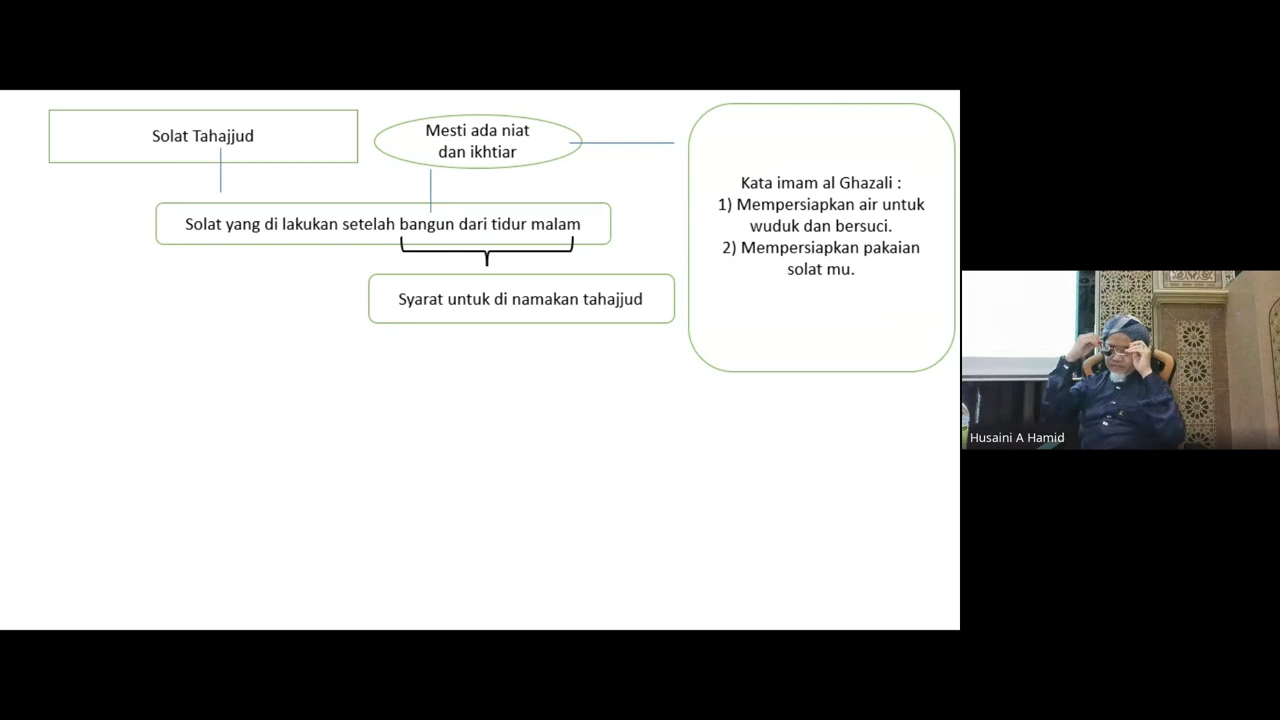 Solat Tahajjud
Mesti ada niat
dan ikhtiar
Solat yang di lakukan setelah bangun dari tidur malam
Syarat untuk di namakan tahajjud
Kata imam al Ghazali :
1) Mempersiapkan air untuk
wuduk dan bersuci.
2) Mempersiapkan pakaian
solat mu.
Husaini A Hamid